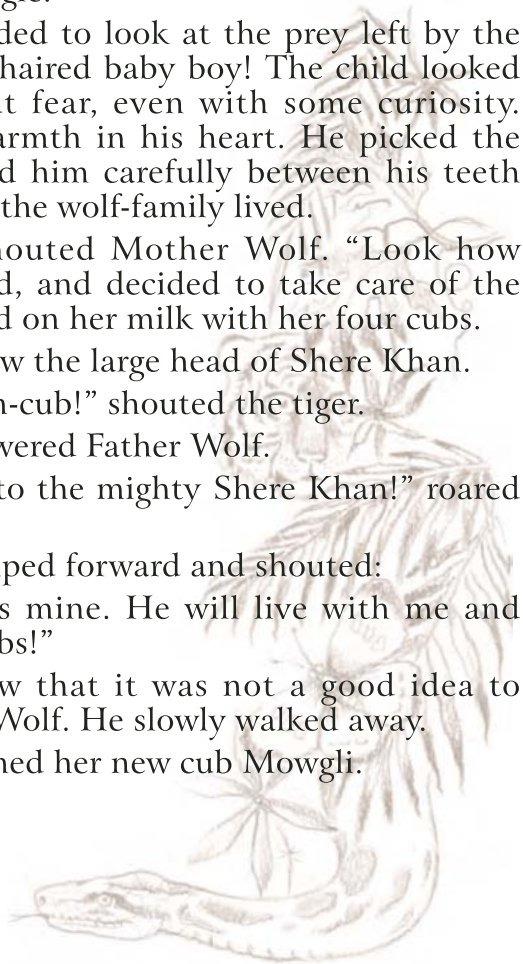 ded to look at the prey left by the
haired baby boy! The child looked
t fear, even with some curiosity.
armth in his heart. He picked the
d him carefully between his teeth
the wolf-family lived.
houted Mother Wolf. “Look how
d, and decided to take care of the
d on her milk with her four cubs.
w the large head of Shere Khan.
n-cub!” shouted the tiger.
wered Father Wolf.
to the mighty Shere Khan!” roared
ped forward and shouted:
s mine. He will live with me and
bs!”
w that it was not a good idea to
Wolf. He slowly walked away.
ned her new cub Mowgli.